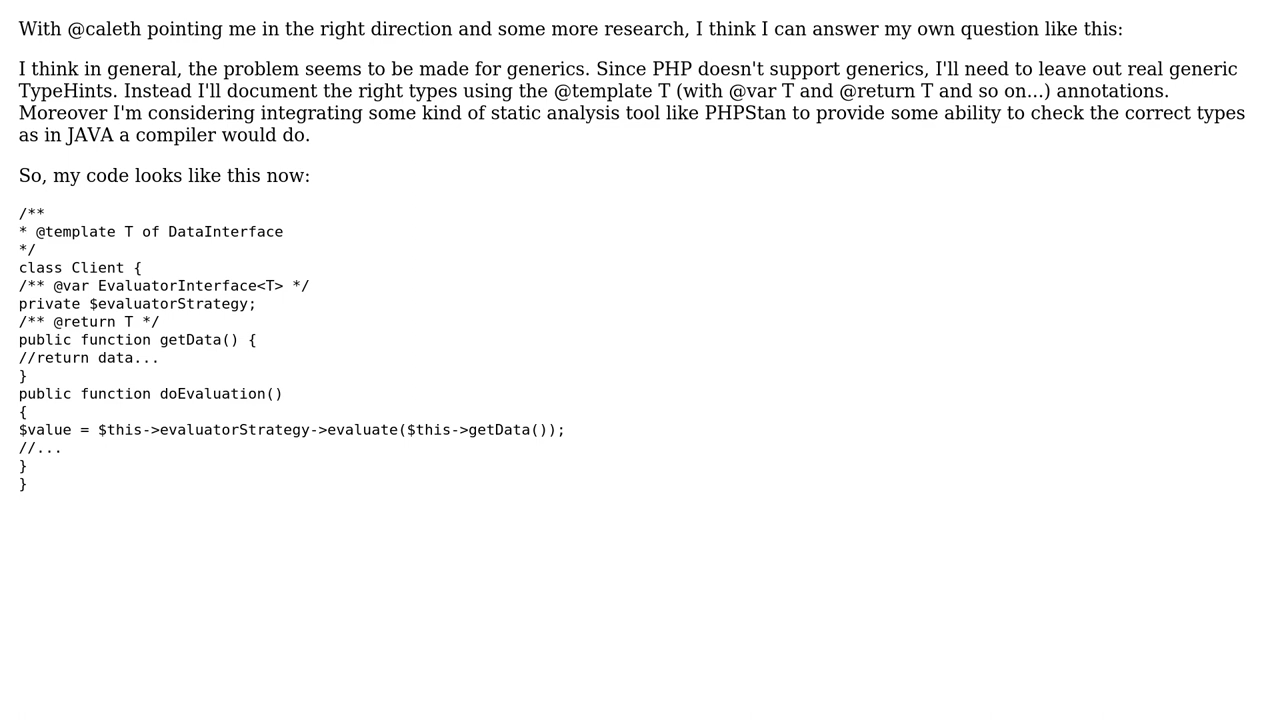 With @caleth pointing me in the right direction and some more research, I think I can answer my own question like this:
I think in general, the problem seems to be made for generics. Since PHP doesn't support generics, I'll need to leave out real generic
TypeHints. Instead I'll document the right types using the @template T (with @var T and @return T and so on...) annotations.
Moreover I'm considering integrating some kind of static analysis tool like PHPStan to provide some ability to check the correct types
as in JAVA a compiler would do.
So, my code looks like this now:
/**
* @template T of DataInterface
*/
class Client {
/** @var EvaluatorInterface<T> */
private $evaluatorStrategy;
/** @return T */
public function getData() {
//return data...
}
public function doEvaluation()
{
$value = $this->evaluatorStrategy->evaluate($this->getData());
//...
}
}